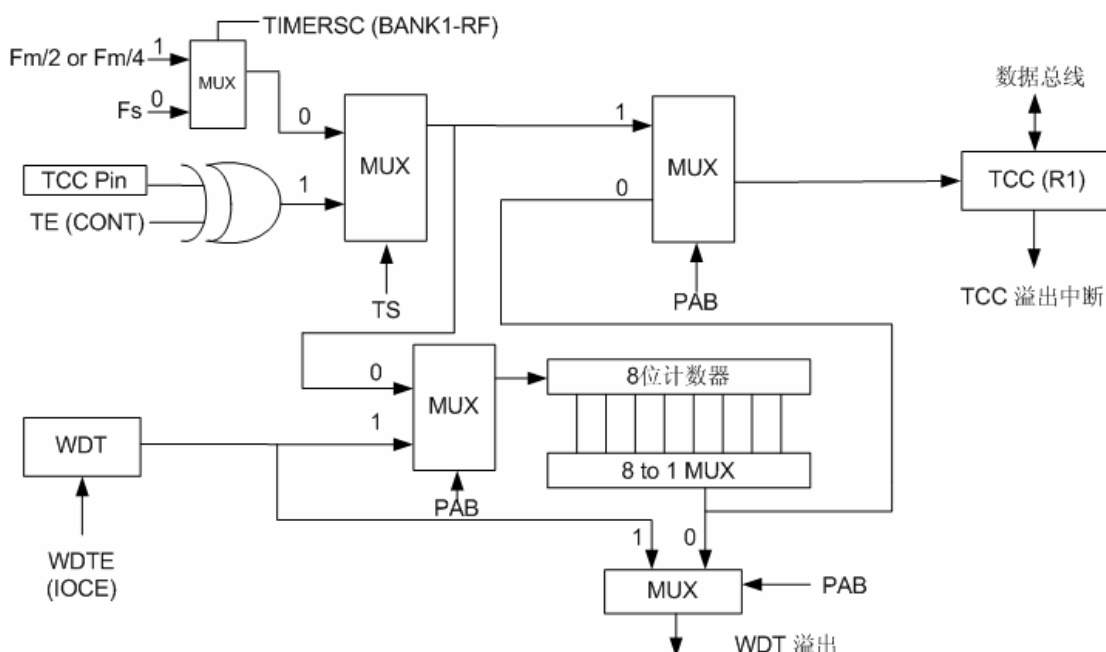 TIMERSC (BANK1-RF)
Fm/2 or Fm/4
1
MUX
Fs
0
0
TCC Pin
TE (CONT)
1
MUX
TS
1
0
MUX
PAB
数据总线
TCC (R1)
TCC 溢出中断
0
1
MUX
PAB
8位计数器
8 to 1 MUX
WDT
WDTE
(IOCE)
1
0
MUX
PAB
WDT 溢出